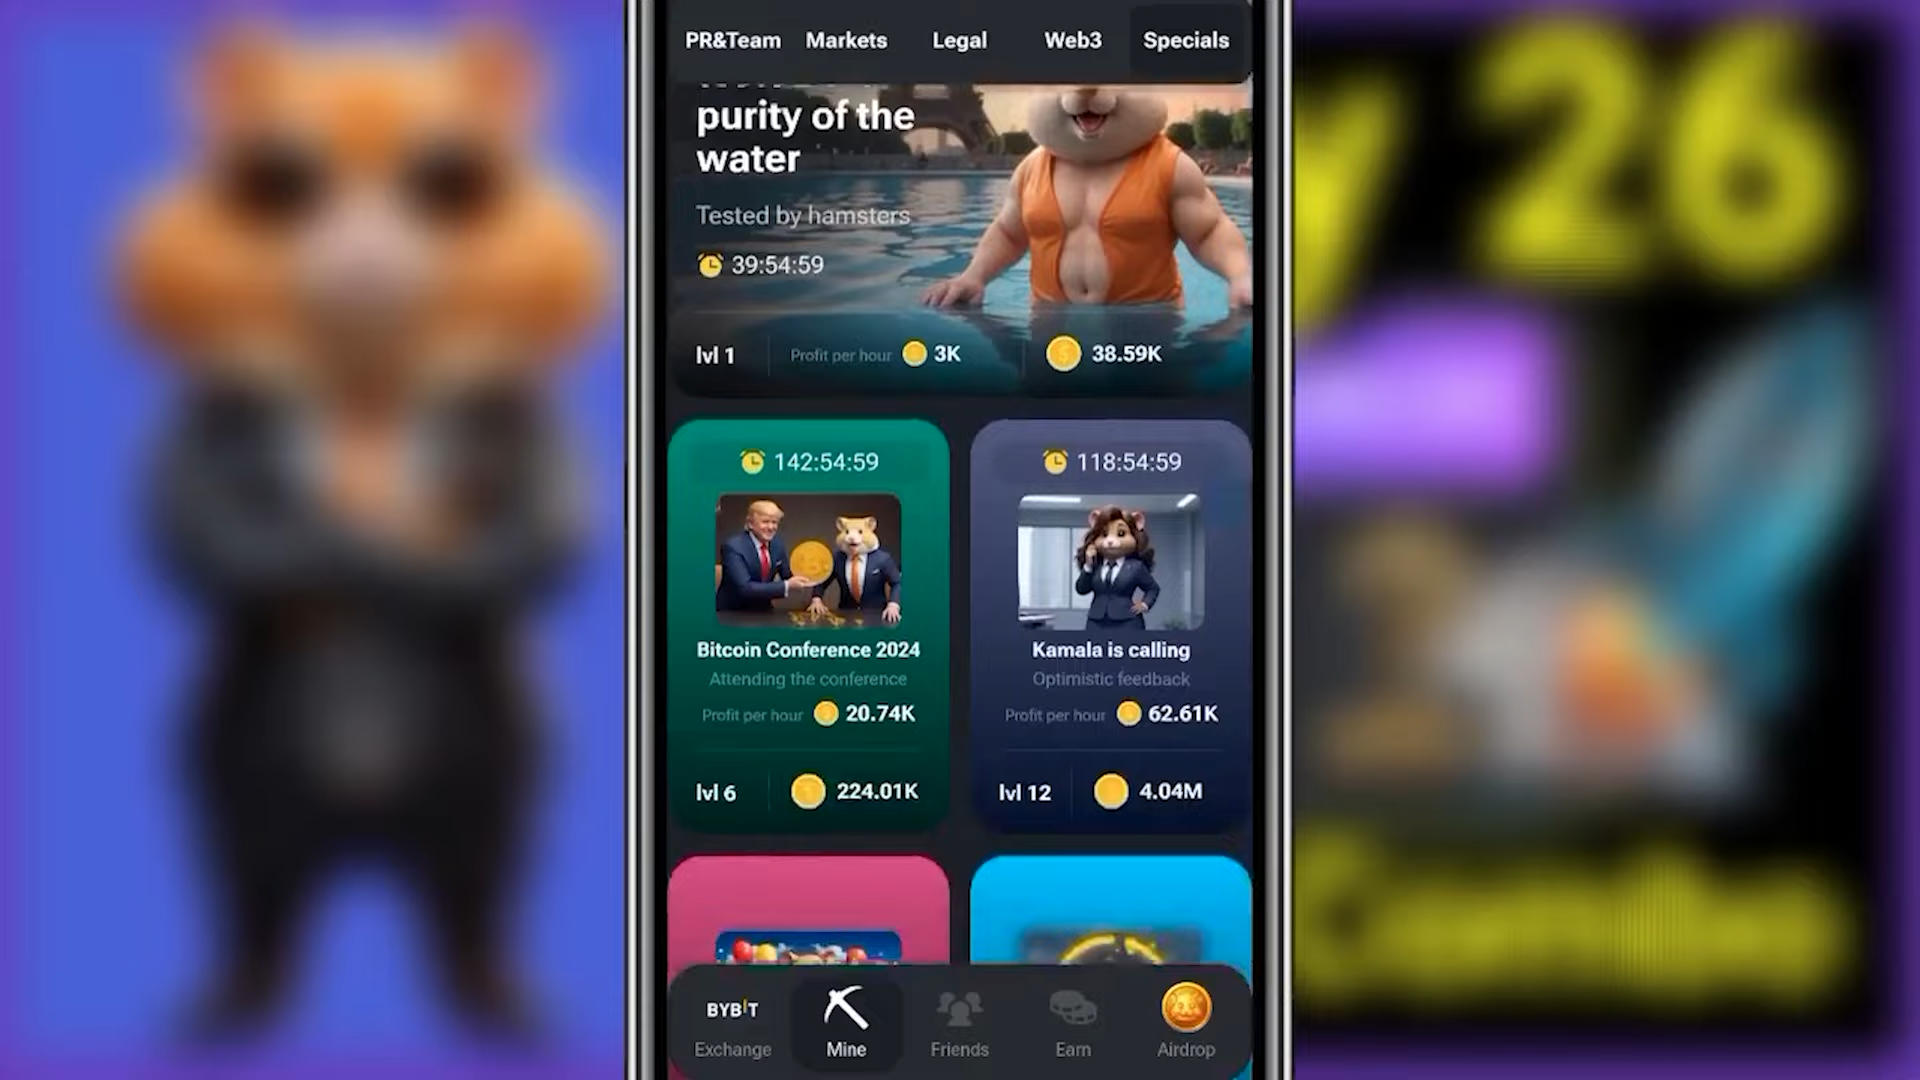 PR&Team Markets Legal Web3 Specials
purity of the
water
Tested by hamsters
39:54:59
lvl 1 Profit per hour 3K 38.59K
142:54:59
Bitcoin Conference 2024
Attending the conference
Profit per hour 20.74K
lvl 6 224.01K
118:54:59
Kamala is calling
Optimistic feedback
Profit per hour 62.61K
lvl 12 4.04M
BYBIT
Exchange Mine Friends Earn Airdrop
y 26